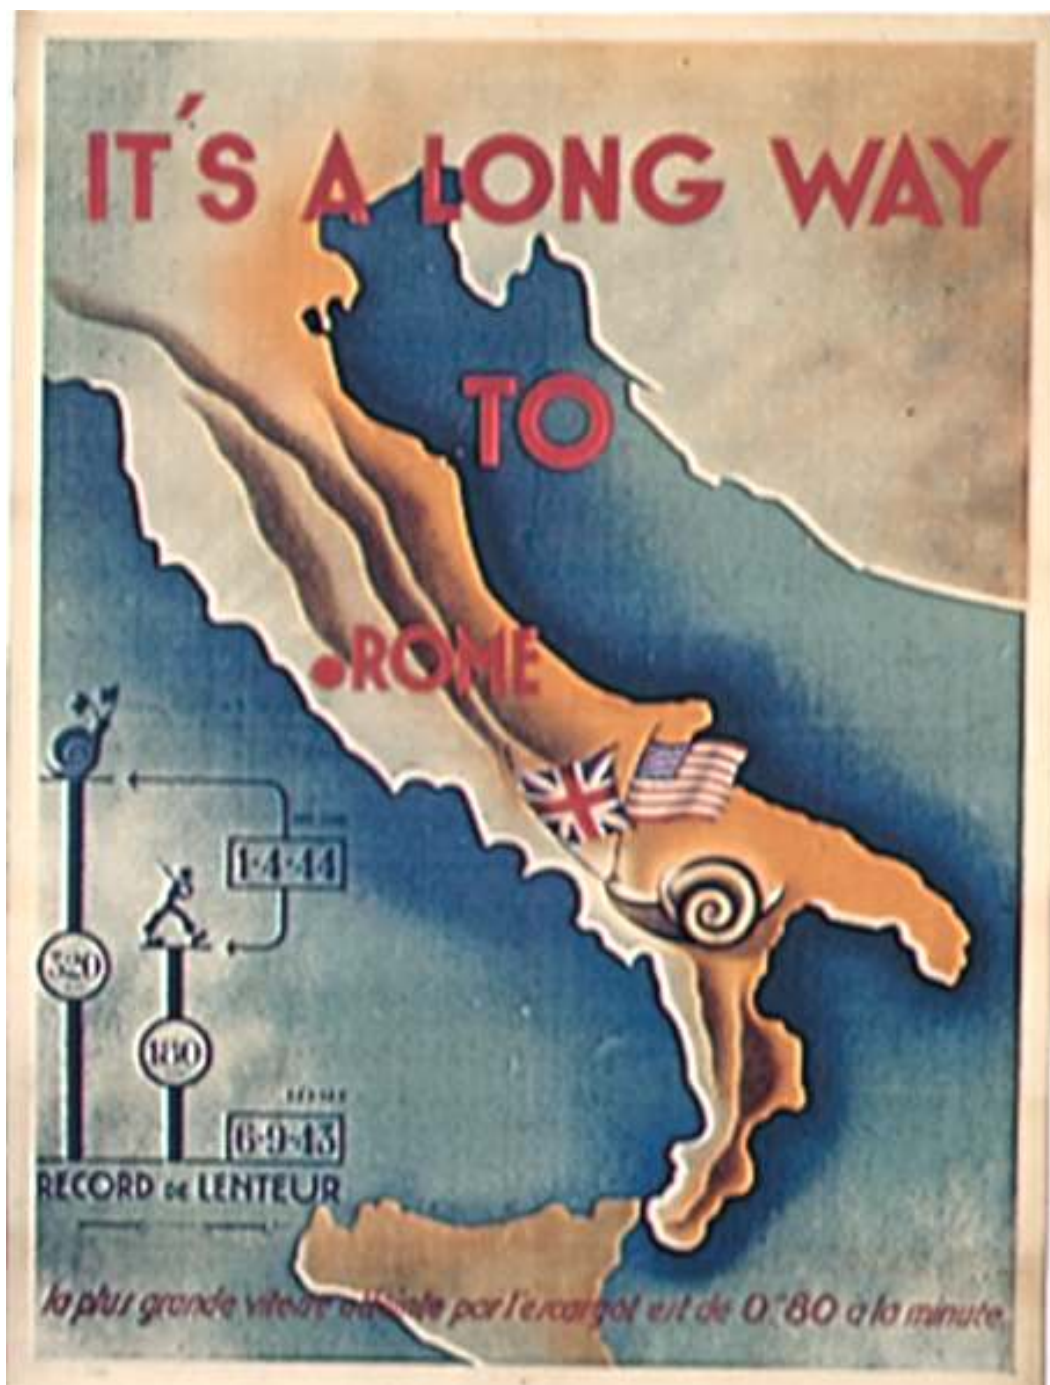 IT'S A LONG WAY
TO
ROME
1·4·44
320
180
6·9·43
RECORD DE LENTEUR
la plus grande vitesse atteinte par l'escargot est de 0m80 a la minute.